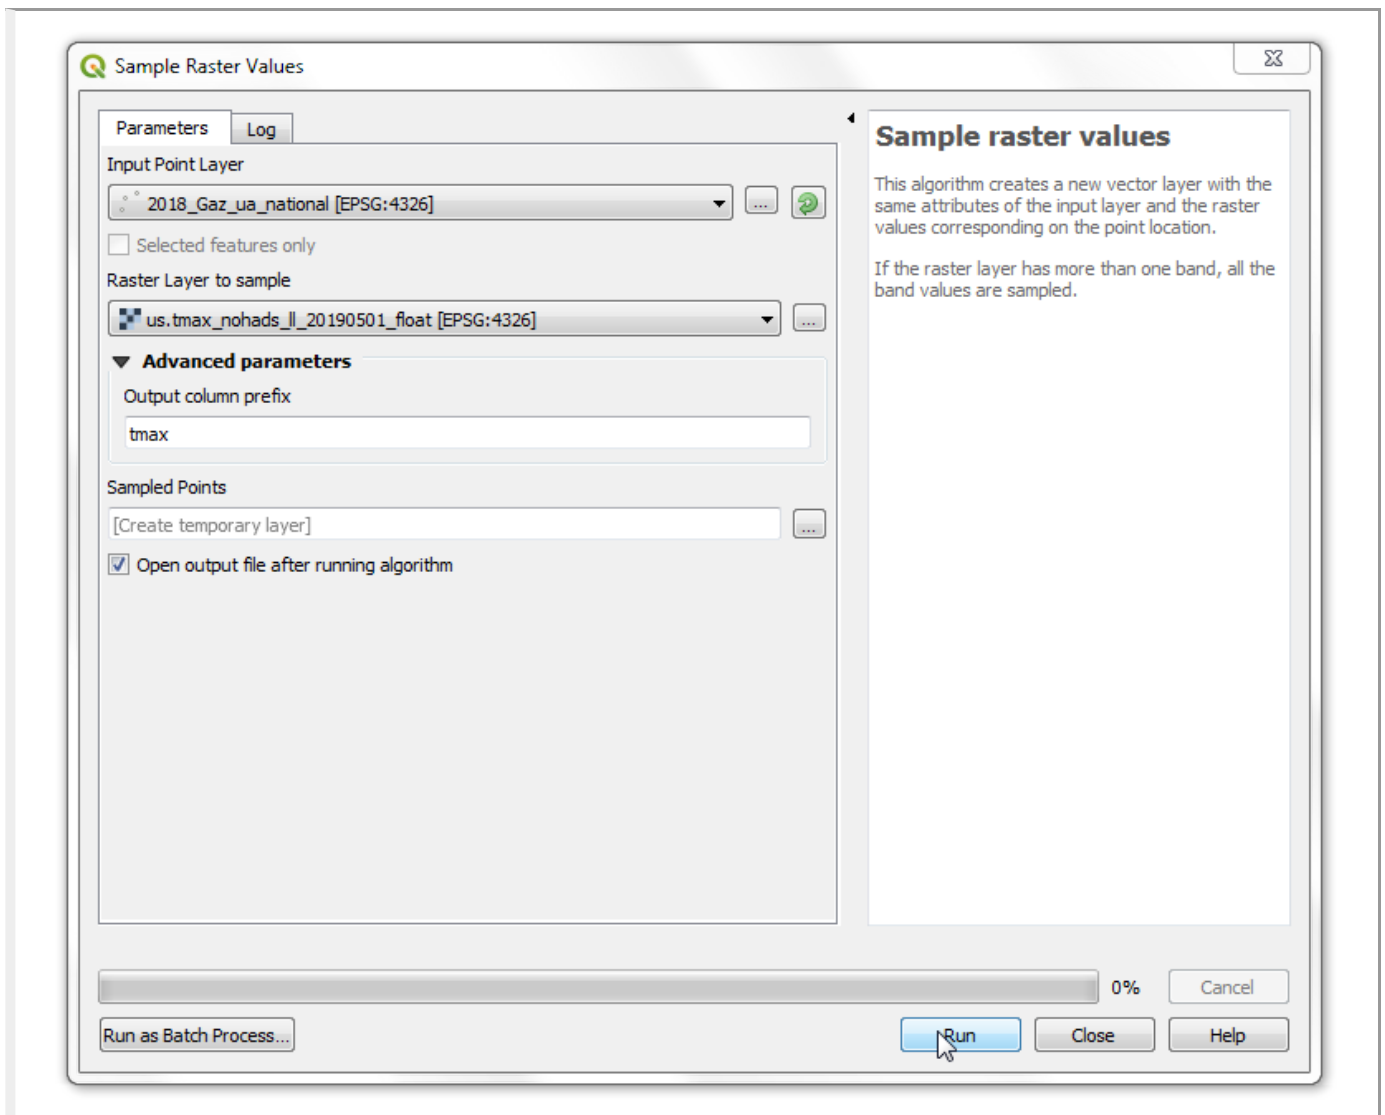 Sample Raster Values
Parameters
Log
Input Point Layer
2018_Gaz_ua_national [EPSG:4326]
...
Selected features only
Raster Layer to sample
us.tmax_nohads_ll_20190501_float [EPSG:4326]
...
Advanced parameters
Output column prefix
tmax
Sampled Points
[Create temporary layer]
...
Open output file after running algorithm
Sample raster values
This algorithm creates a new vector layer with the
same attributes of the input layer and the raster
values corresponding on the point location.
If the raster layer has more than one band, all the
band values are sampled.
0%
Cancel
Run as Batch Process...
Run
Close
Help